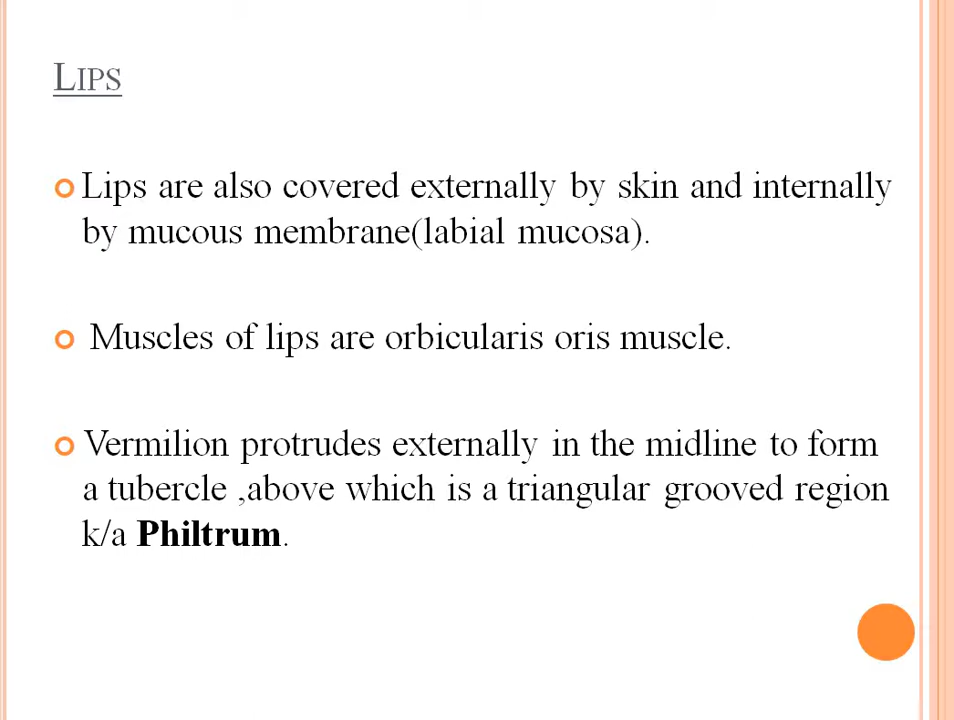 LIPS
Lips are also covered externally by skin and internally
by mucous membrane(labial mucosa).
Muscles of lips are orbicularis oris muscle.
Vermilion protrudes externally in the midline to form
a tubercle ,above which is a triangular grooved region
k/a Philtrum.